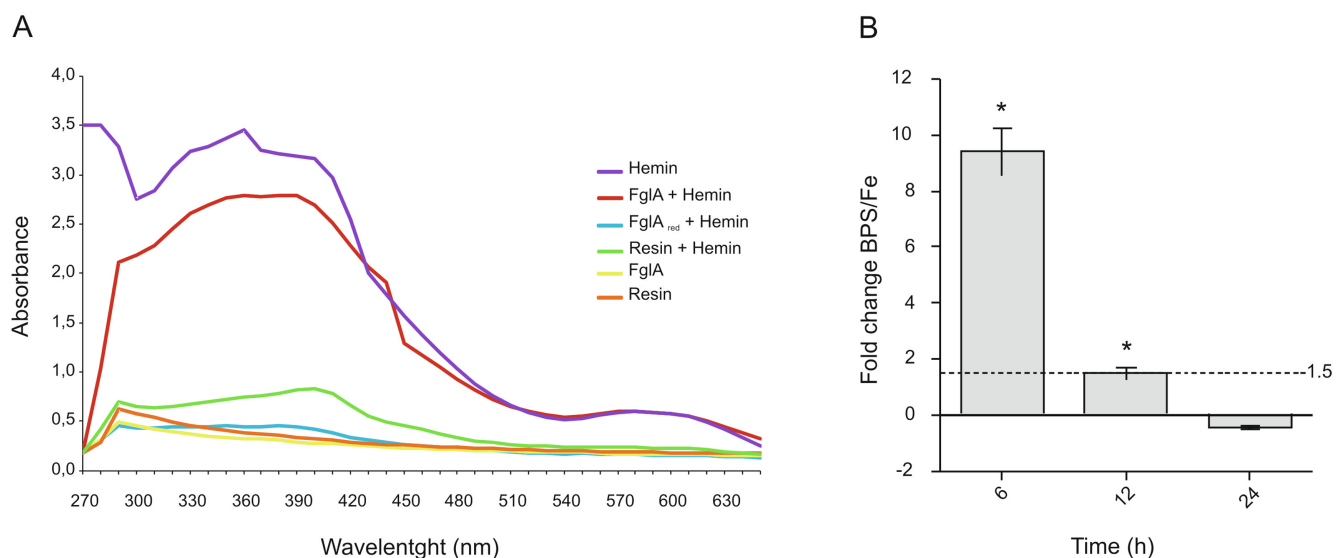 A
4,0
3,5
3,0
2,5
2,0
1,5
1,0
0,5
0,0
Absorbance
270 300 330 360 390 420 450 480 510 540 570 600 630
Wavelentght (nm)
Hemin
FglA + Hemin
FglA red + Hemin
Resin + Hemin
FglA
Resin
B
12
10
8
6
4
2
0
-2
Fold change BPS/Fe
*
*
1.5
6 12 24
Time (h)